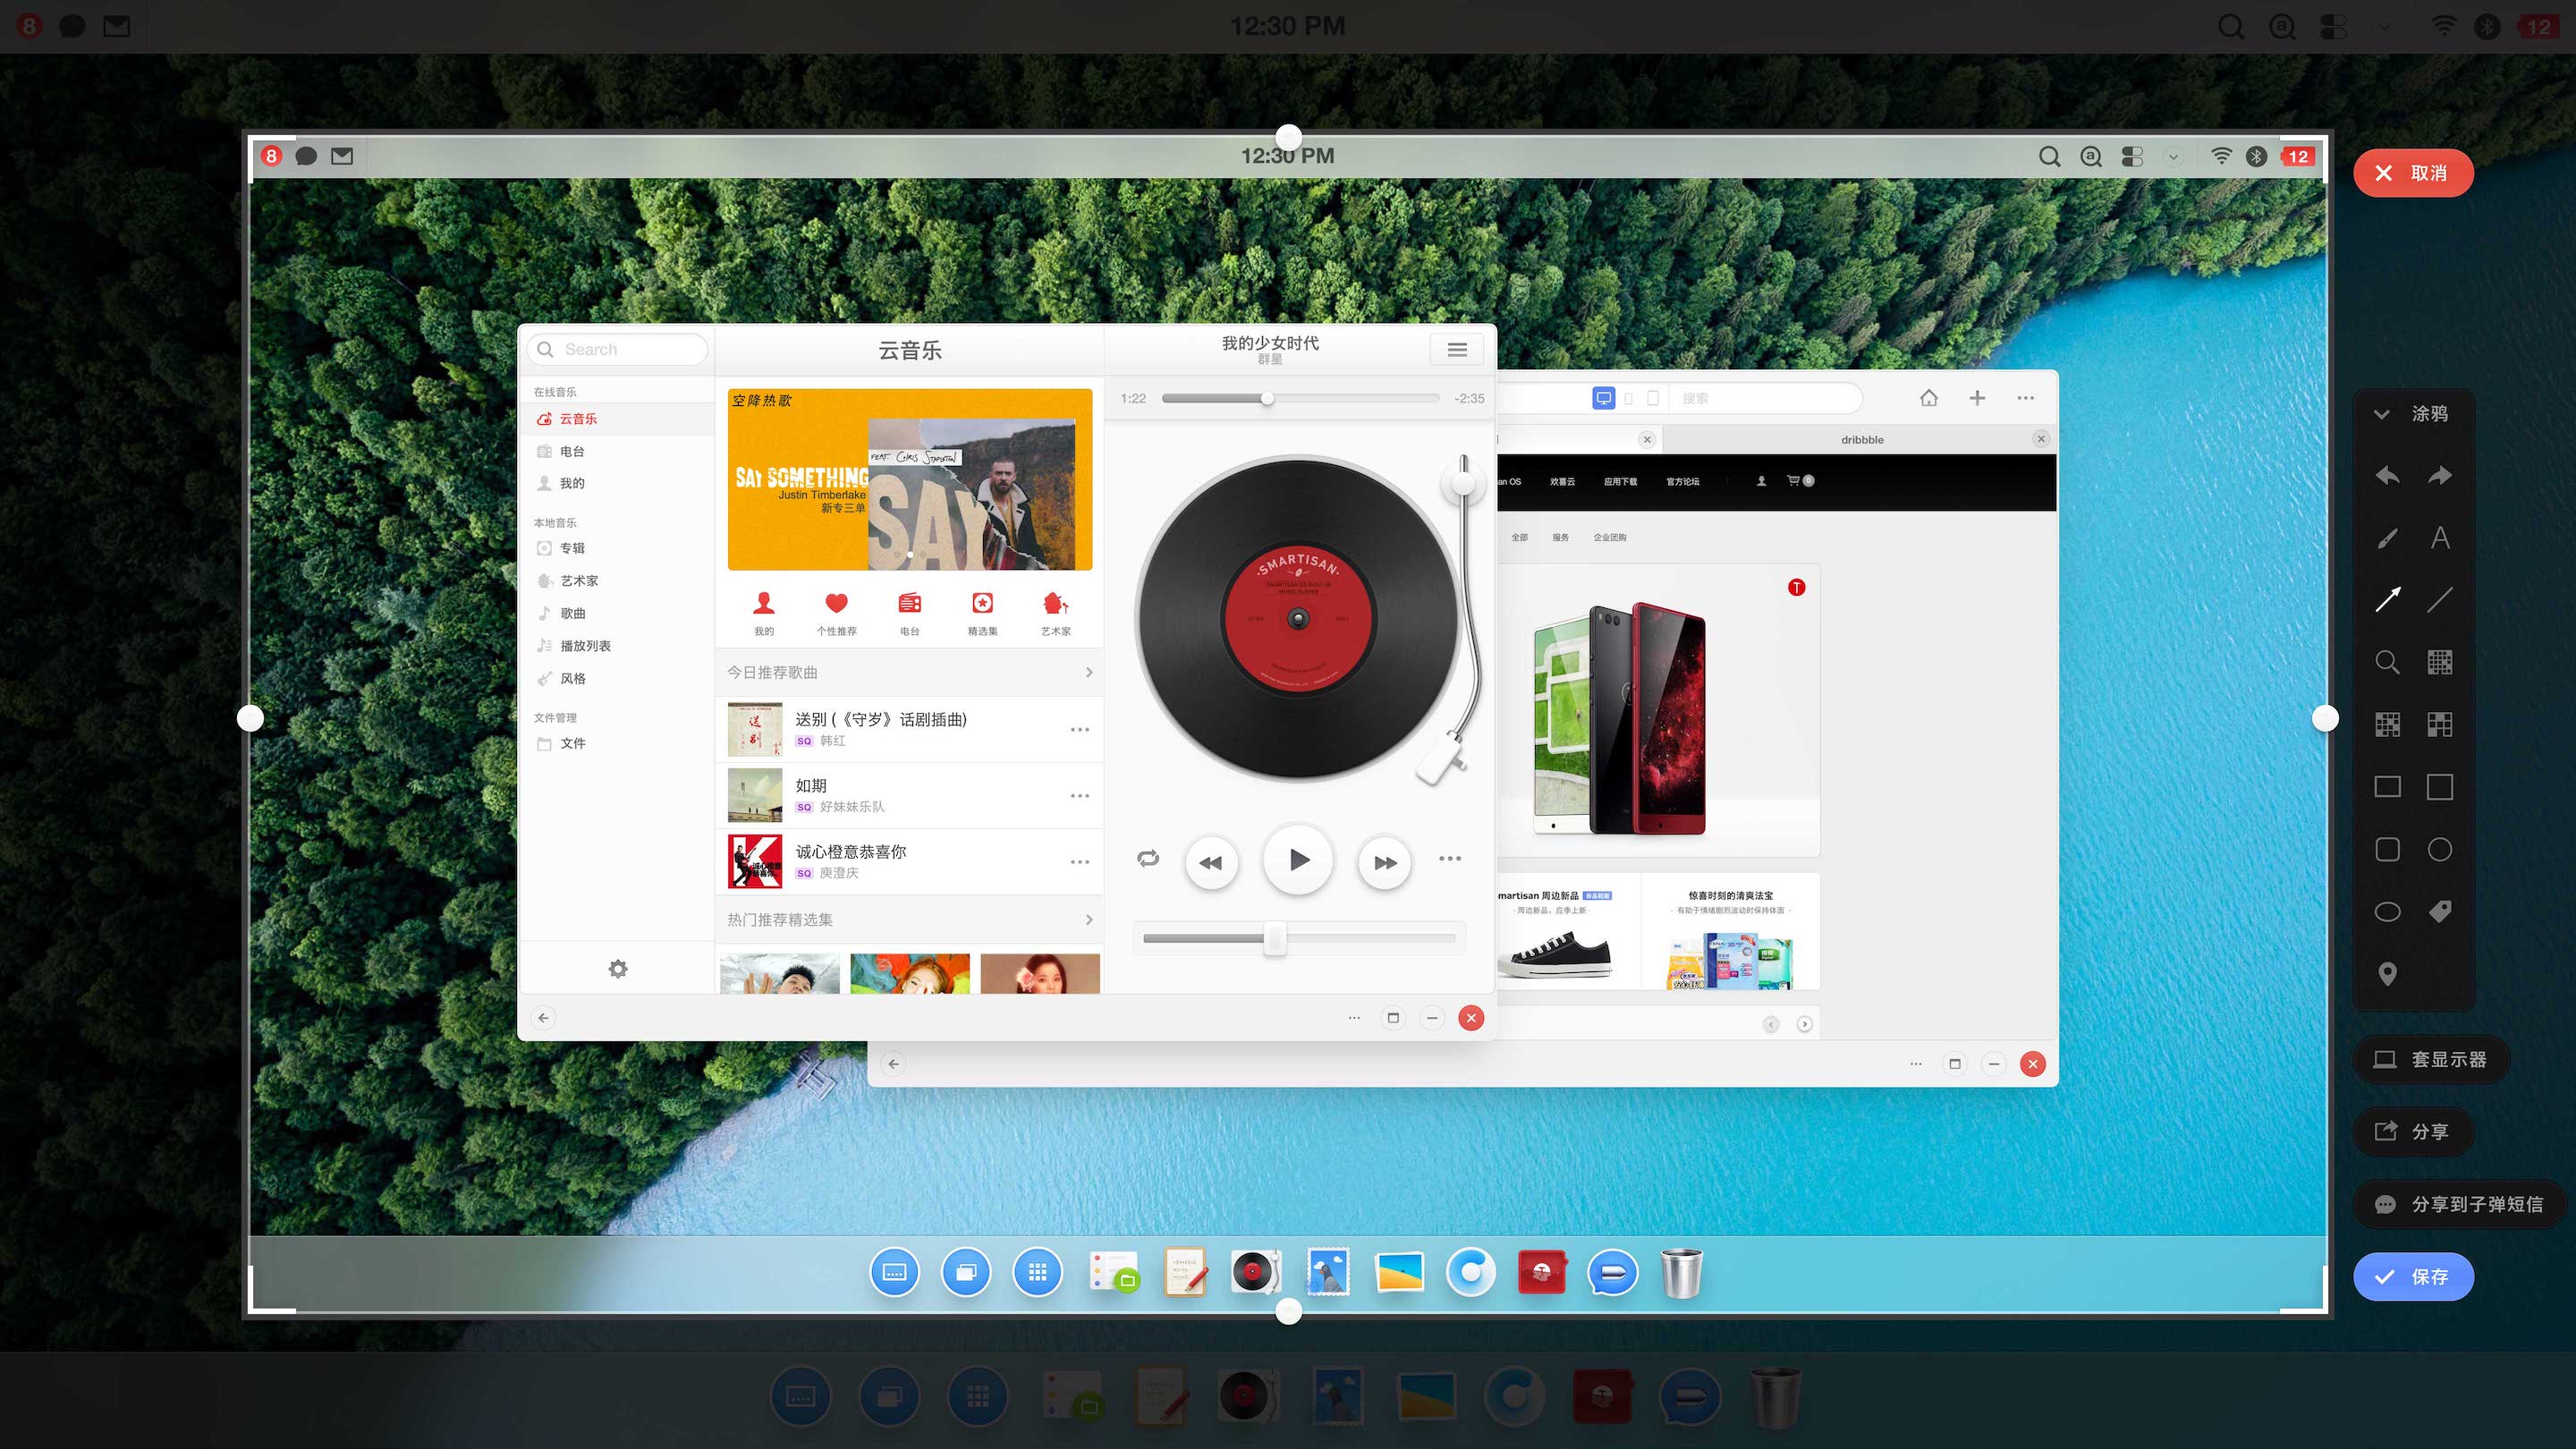 8
12:30 PM
12
8
12:30 PM
12
取消
Search
云音乐
我的少女时代
群星
1:22
-2:35
在线音乐
云音乐
电台
我的
本地音乐
专辑
艺术家
歌曲
播放列表
风格
文件管理
文件
空降热歌
SAY SOMETHING
Justin Timberlake
新专三单
FEAT. CHRIS STAPLETON
SAY
我的
个性推荐
电台
精选集
艺术家
今日推荐歌曲
送别 (《守岁》话剧插曲)
SQ 韩红
如期
SQ 好妹妹乐队
诚心橙意恭喜你
SQ 庾澄庆
热门推荐精选集
·SMARTISAN·
搜索
dribbble
an OS
欢喜云
应用下载
官方论坛
0
全部
服务
企业团购
T
martisan 周边新品
· 周边新品，应季上新 ·
惊喜时刻的清爽法宝
· 有助于情绪剧烈波动时保持体面 ·
涂鸦
A
套显示器
分享
分享到子弹短信
保存